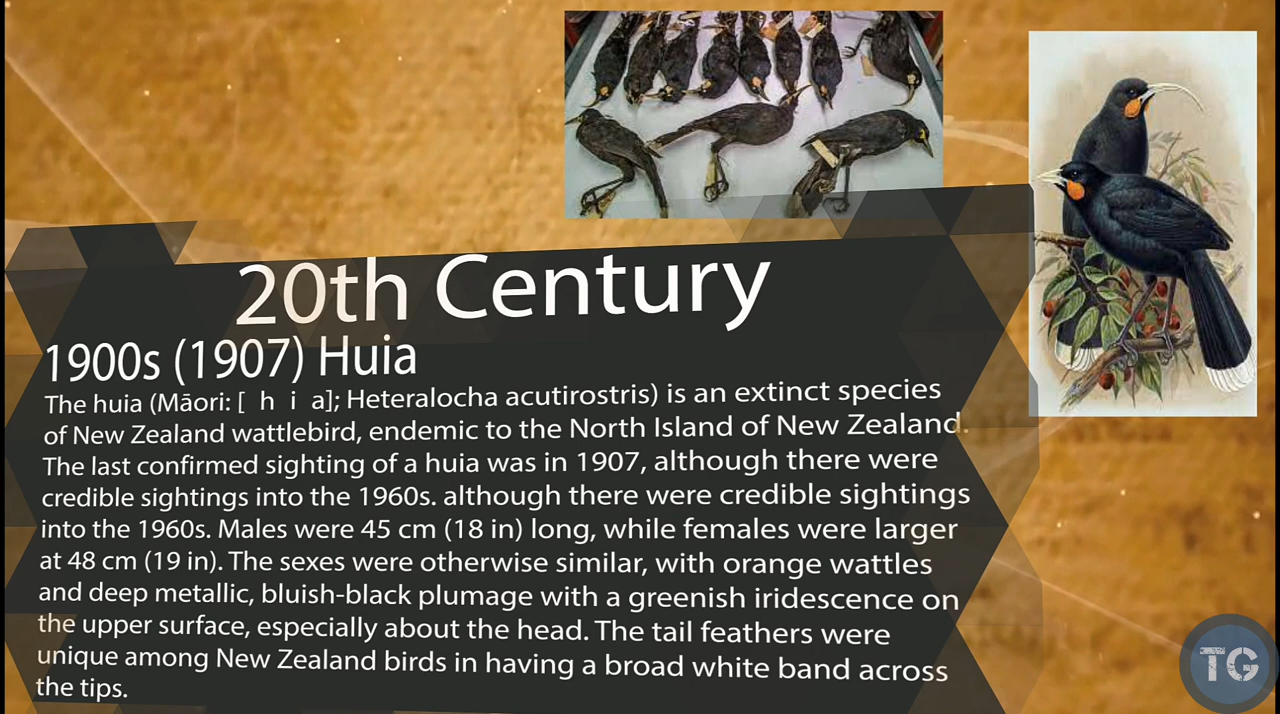 20th Century
1900s (1907) Huia
The huia (Māori: [ h i a]; Heteralocha acutirostris) is an extinct species
of New Zealand wattlebird, endemic to the North Island of New Zealand.
The last confirmed sighting of a huia was in 1907, although there were
credible sightings into the 1960s. although there were credible sightings
into the 1960s. Males were 45 cm (18 in) long, while females were larger
at 48 cm (19 in). The sexes were otherwise similar, with orange wattles
and deep metallic, bluish-black plumage with a greenish iridescence on
the upper surface, especially about the head. The tail feathers were
unique among New Zealand birds in having a broad white band across
the tips.
TG